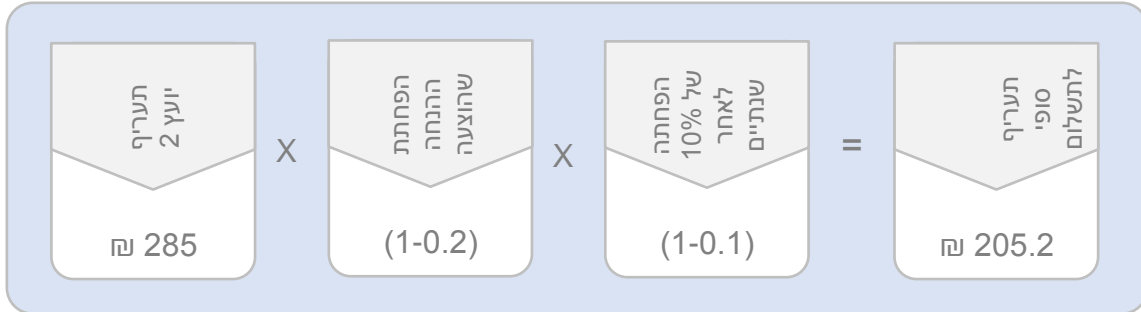 תעריף
יועץ 2
285 ₪
X
הפחתת
ההנחה
שהוצעה
(1-0.2)
X
הפחתה
של 10%
לאחר
שנתיים
(1-0.1)
=
תעריף
סופי
לתשלום
205.2 ₪